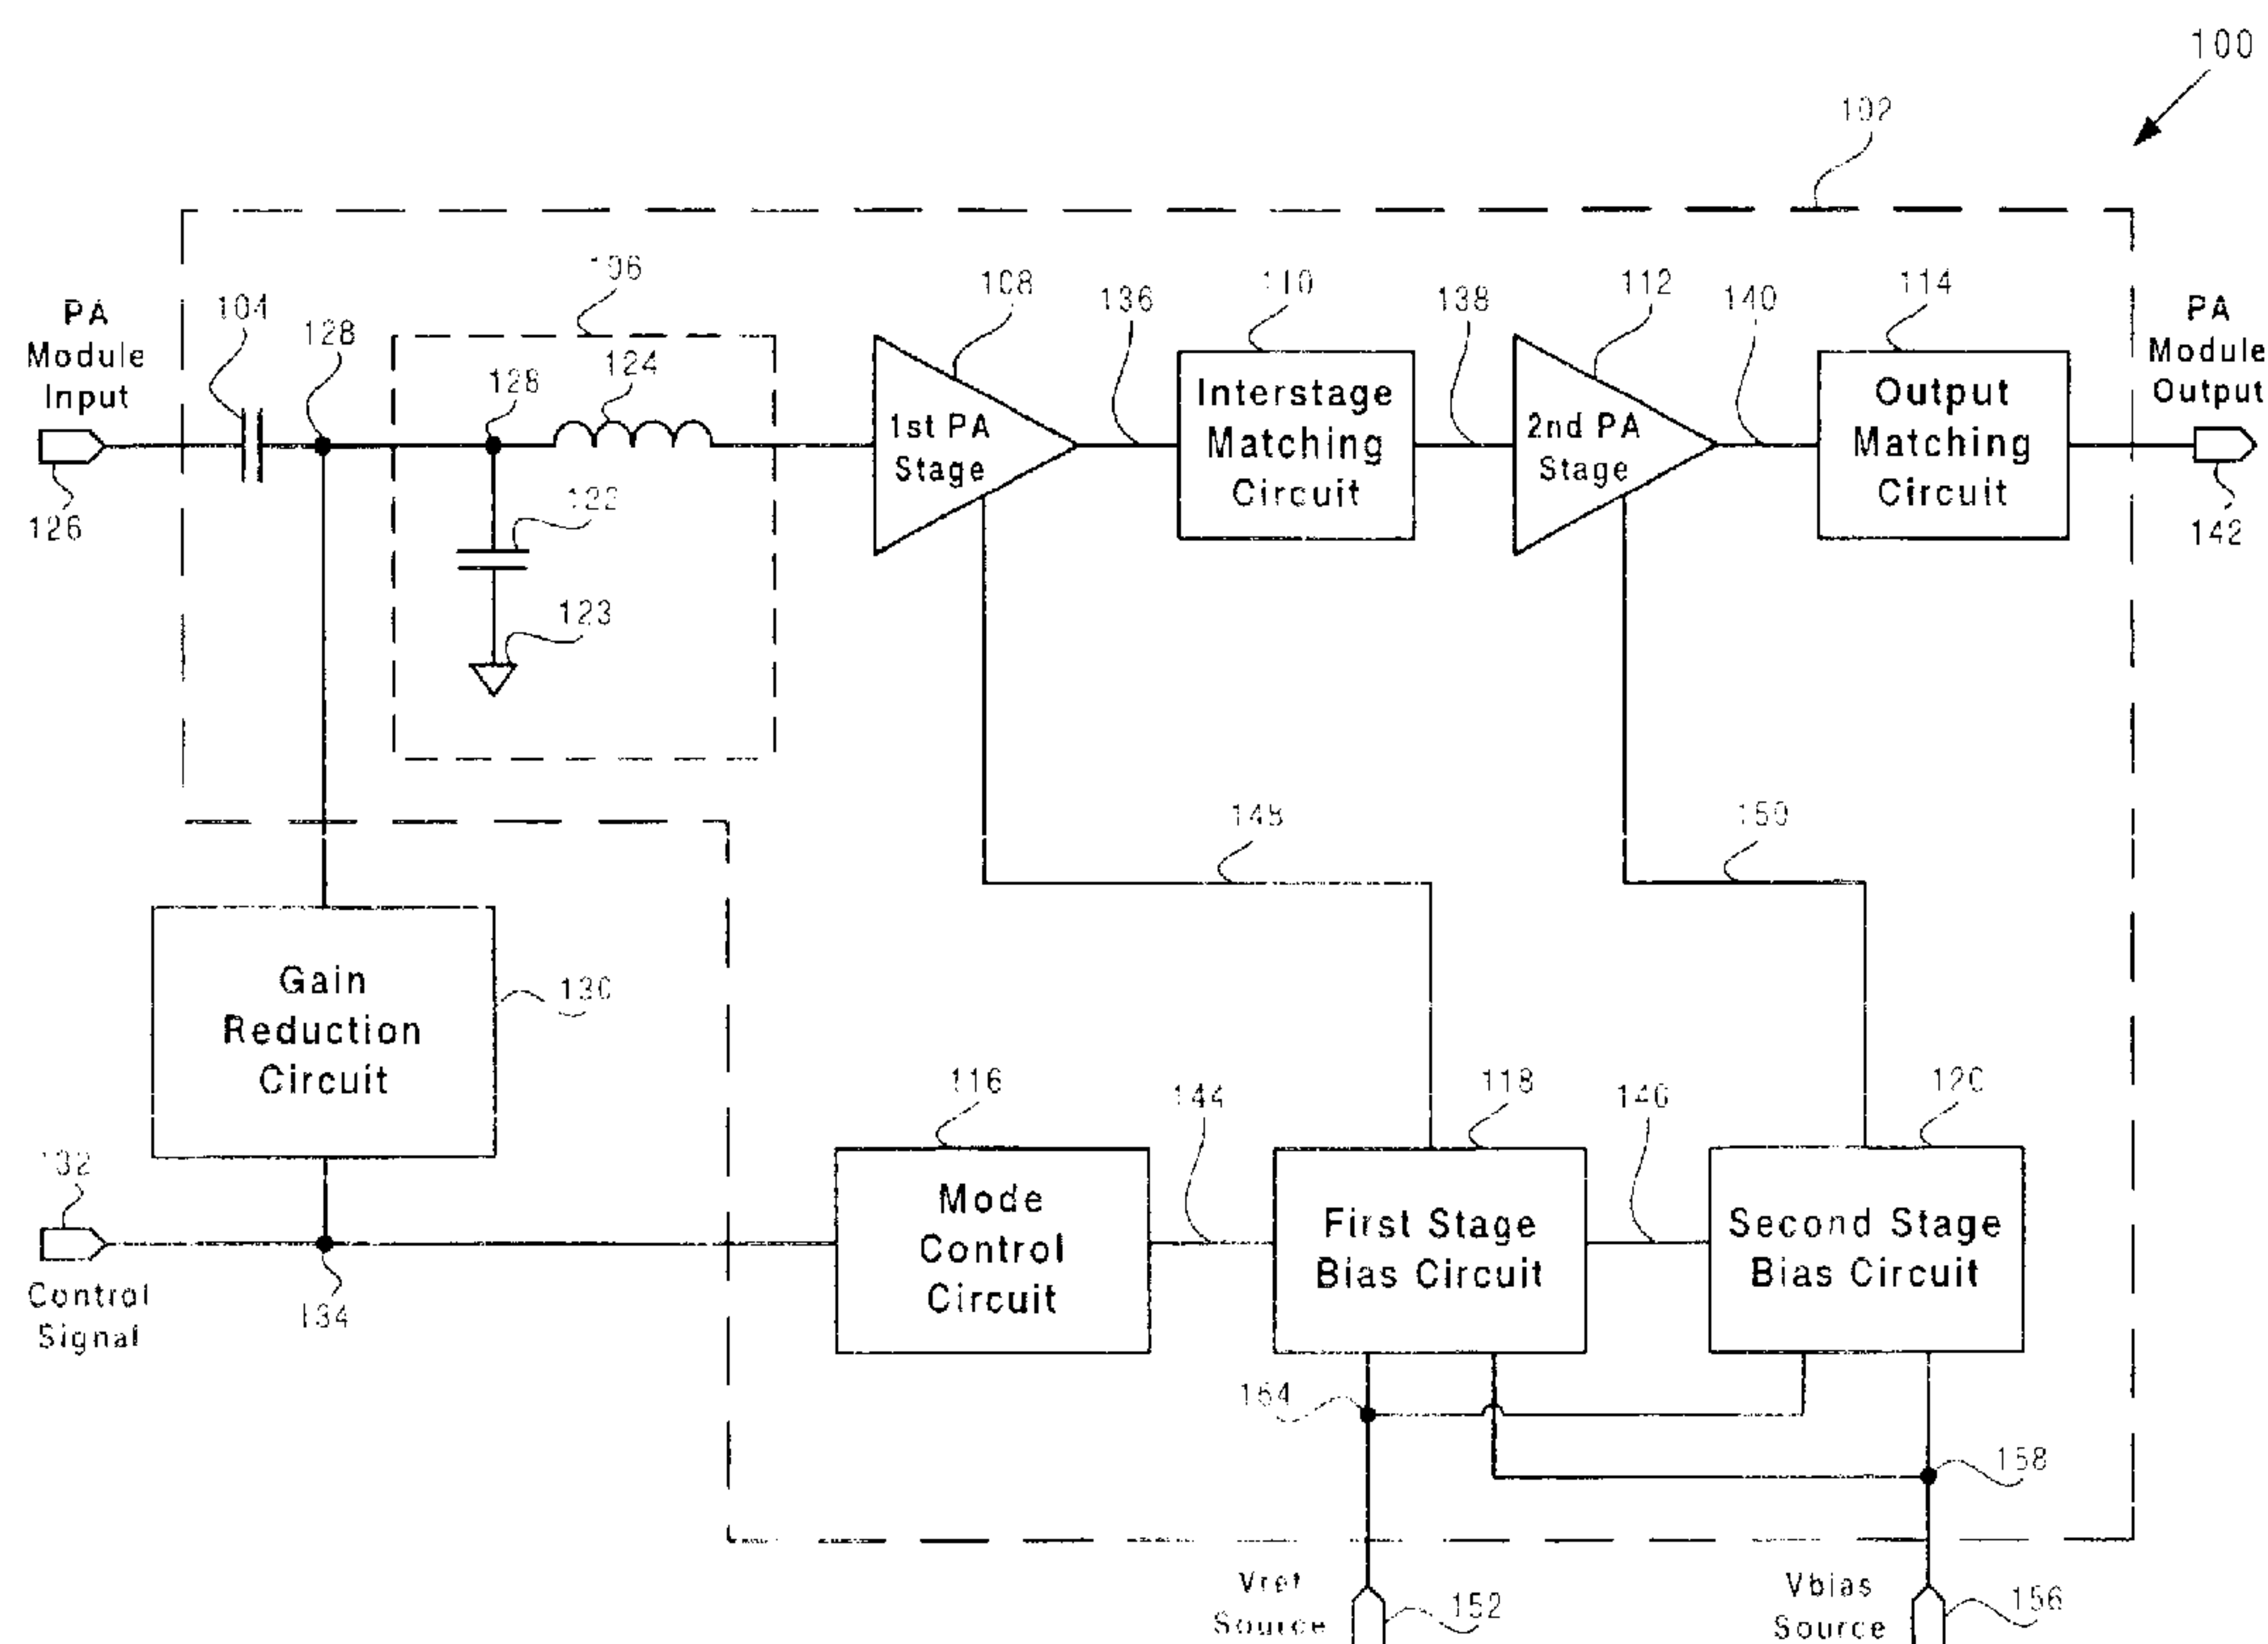 100
102
106
108
136
110
138
112
140
114
PA
Module
Input
104
128
128
124
1st PA
Stage
Interstage
Matching
Circuit
2nd PA
Stage
Output
Matching
Circuit
PA
Module
Output
126
122
123
142
148
150
Gain
Reduction
Circuit
130
132
Control
Signal
134
116
Mode
Control
Circuit
144
118
First Stage
Bias Circuit
146
120
Second Stage
Bias Circuit
154
158
Vref
Source
152
Vbias
Source
156